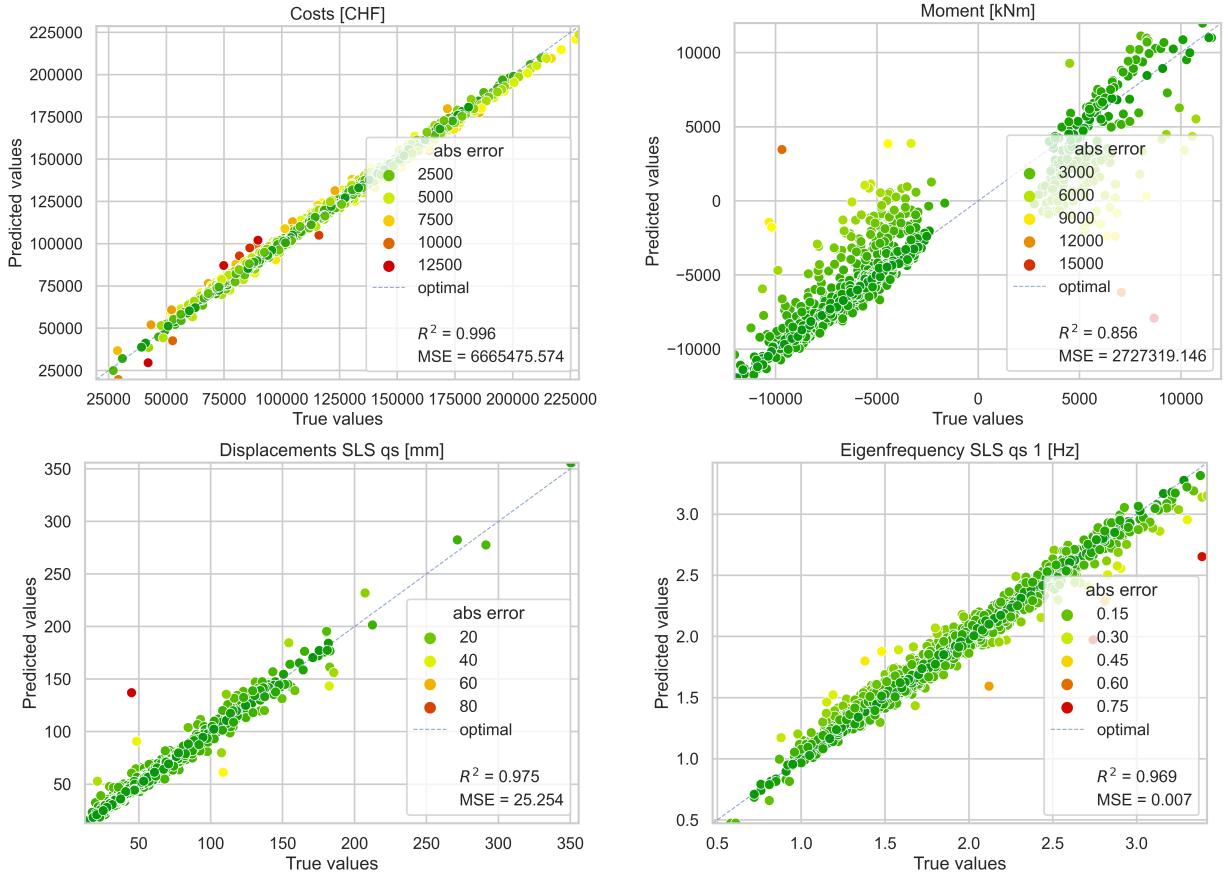 Costs [CHF]
Predicted values
225000
200000
175000
150000
125000
100000
75000
50000
25000
abs error
2500
5000
7500
10000
12500
optimal
R² = 0.996
MSE = 6665475.574
25000 50000 75000 100000 125000 150000 175000 200000 225000
True values
Moment [kNm]
Predicted values
10000
5000
0
−5000
−10000
abs error
3000
6000
9000
12000
15000
optimal
R² = 0.856
MSE = 2727319.146
−10000 −5000 0 5000 10000
True values
Displacements SLS qs [mm]
Predicted values
350
300
250
200
150
100
50
abs error
20
40
60
80
optimal
R² = 0.975
MSE = 25.254
50 100 150 200 250 300 350
True values
Eigenfrequency SLS qs 1 [Hz]
Predicted values
3.0
2.5
2.0
1.5
1.0
0.5
abs error
0.15
0.30
0.45
0.60
0.75
optimal
R² = 0.969
MSE = 0.007
0.5 1.0 1.5 2.0 2.5 3.0
True values